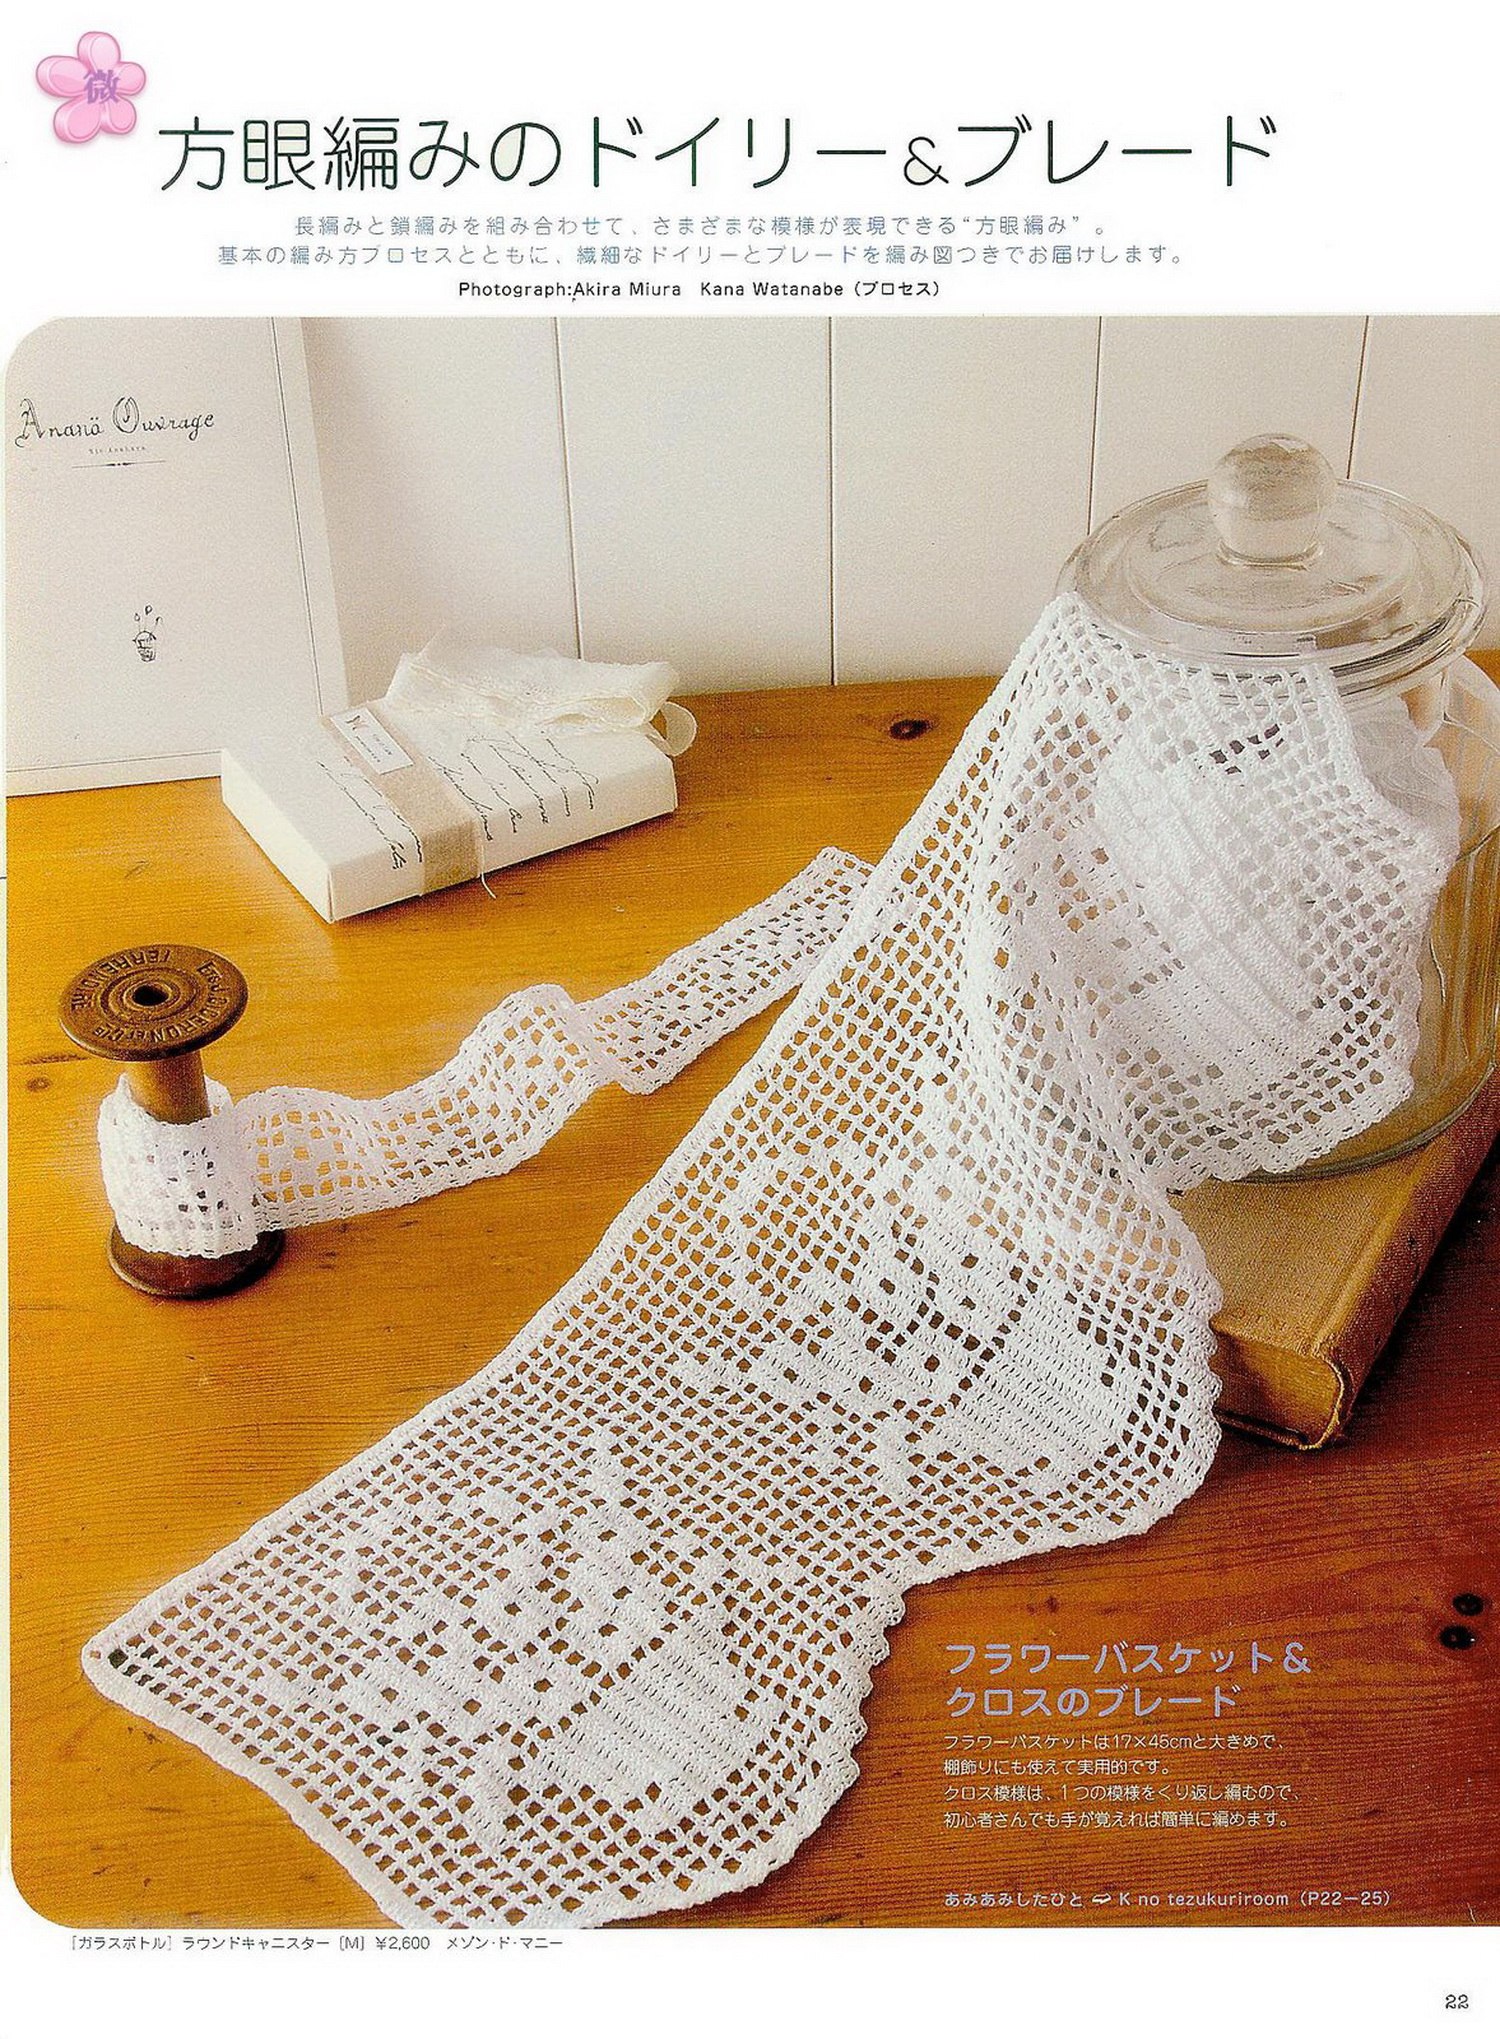 微
方眼編みのドイリー&ブレード
長編みと鎖編みを組み合わせて、さまざまな模様が表現できる“方眼編み”。
基本の編み方プロセスとともに、繊細なドイリーとブレードを編み図つきでお届けします。
Photograph:Akira Miura Kana Watanabe(プロセス)
Ananö Ouvrage
フラワーバスケット&
クロスのブレード
フラワーバスケットは17×45cmと大きめで、
棚飾りにも使えて実用的です。
クロス模様は、1つの模様をくり返し編むので、
初心者さんでも手が覚えれば簡単に編めます。
あみあみしたひと K no tezukuriroom(P22−25)
[ガラスボトル] ラウンドキャニスター〔M〕¥2,600 メゾン・ド・マニー
22